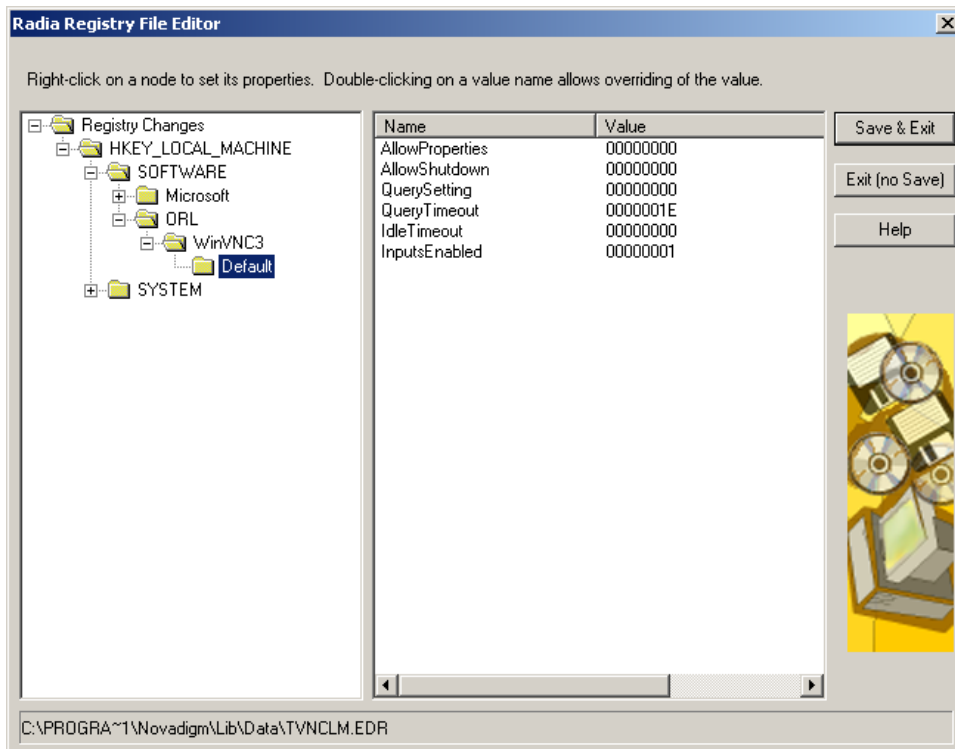 Radia Registry File Editor
Right-click on a node to set its properties. Double-clicking on a value name allows overriding of the value.
Registry Changes
HKEY_LOCAL_MACHINE
SOFTWARE
Microsoft
ORL
WinVNC3
Default
SYSTEM
Name Value
AllowProperties 00000000
AllowShutdown 00000000
QuerySetting 00000000
QueryTimeout 0000001E
IdleTimeout 00000000
InputsEnabled 00000001
Save & Exit
Exit (no Save)
Help
C:\PROGRA~1\Novadigm\Lib\Data\TVNCLM.EDR